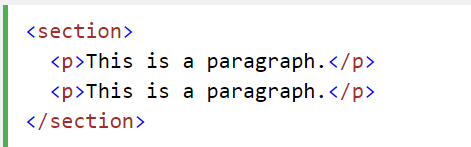 <section>
<p>This is a paragraph.</p>
<p>This is a paragraph.</p>
</section>